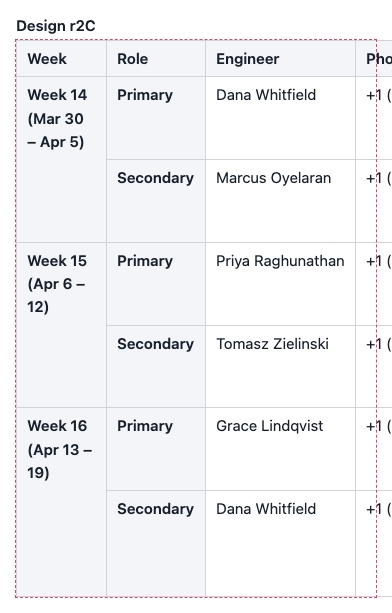 Design r2C
Week Role Engineer Pho
Week 14 Primary Dana Whitfield +1 (
(Mar 30
– Apr 5)
Secondary Marcus Oyelaran +1 (
Week 15 Primary Priya Raghunathan +1 (
(Apr 6 –
12)
Secondary Tomasz Zielinski +1 (
Week 16 Primary Grace Lindqvist +1 (
(Apr 13 –
19)
Secondary Dana Whitfield +1 (